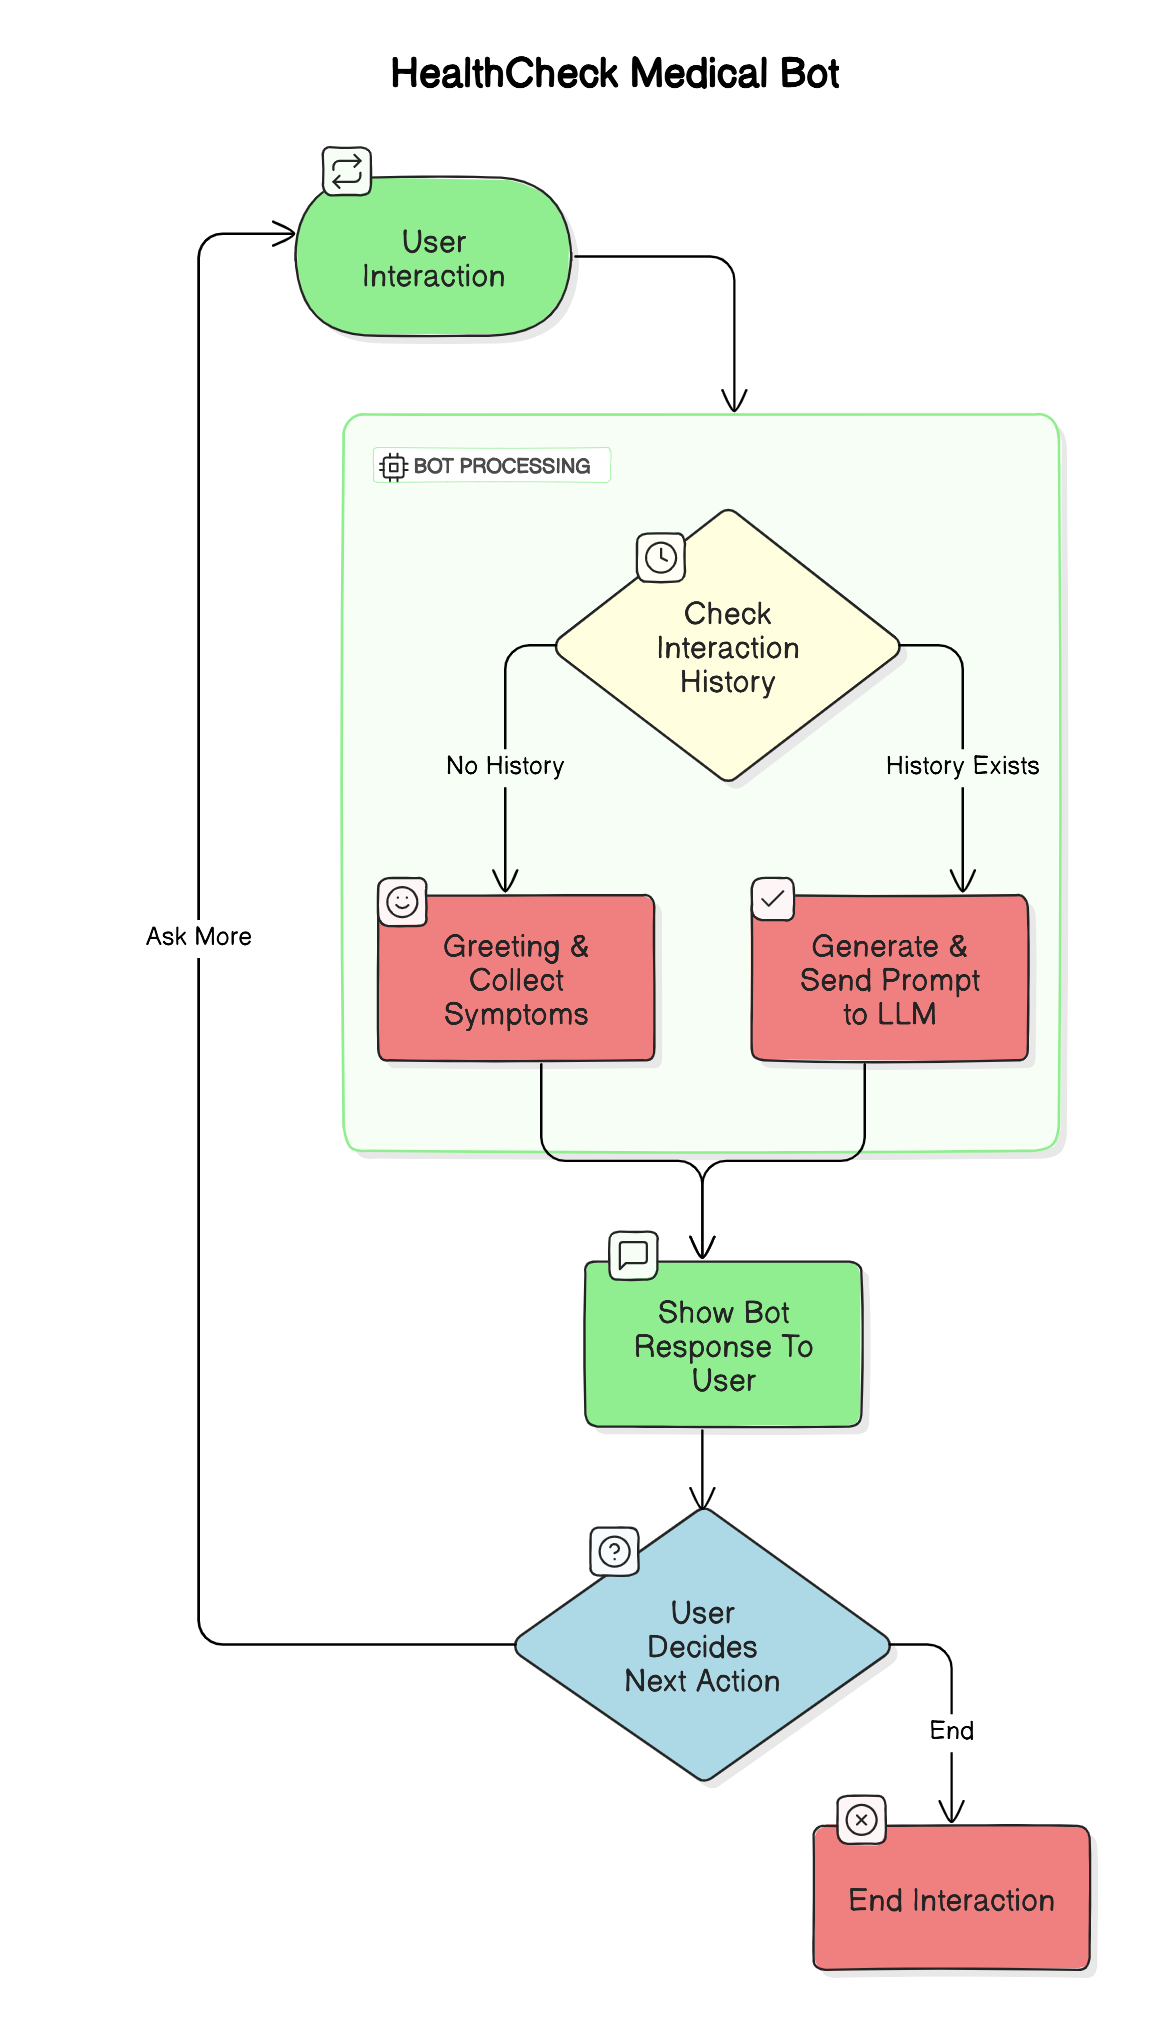 HealthCheck Medical Bot
User
Interaction
BOT PROCESSING
Check
Interaction
History
No History
History Exists
Greeting &
Collect
Symptoms
Generate &
Send Prompt
to LLM
Ask More
Show Bot
Response To
User
?
User
Decides
Next Action
End
End Interaction